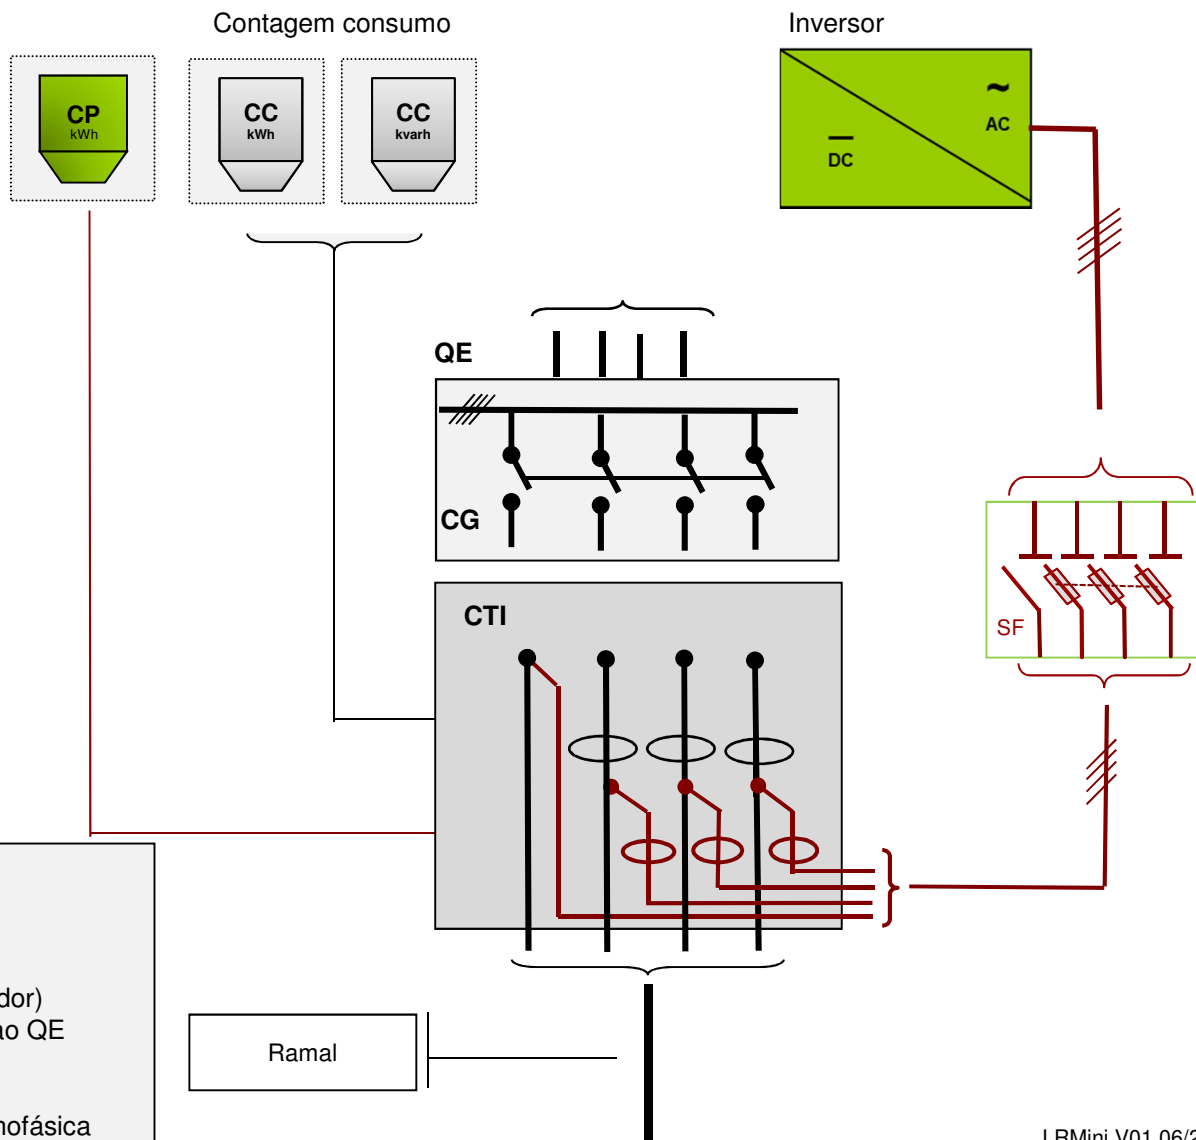 Contagem consumo
Inversor
CP
kWh
CC
kWh
CC
kvarh
~
AC
DC
QE
CG
CTI
SF
dor)
ao QE
Ramal
nofásica